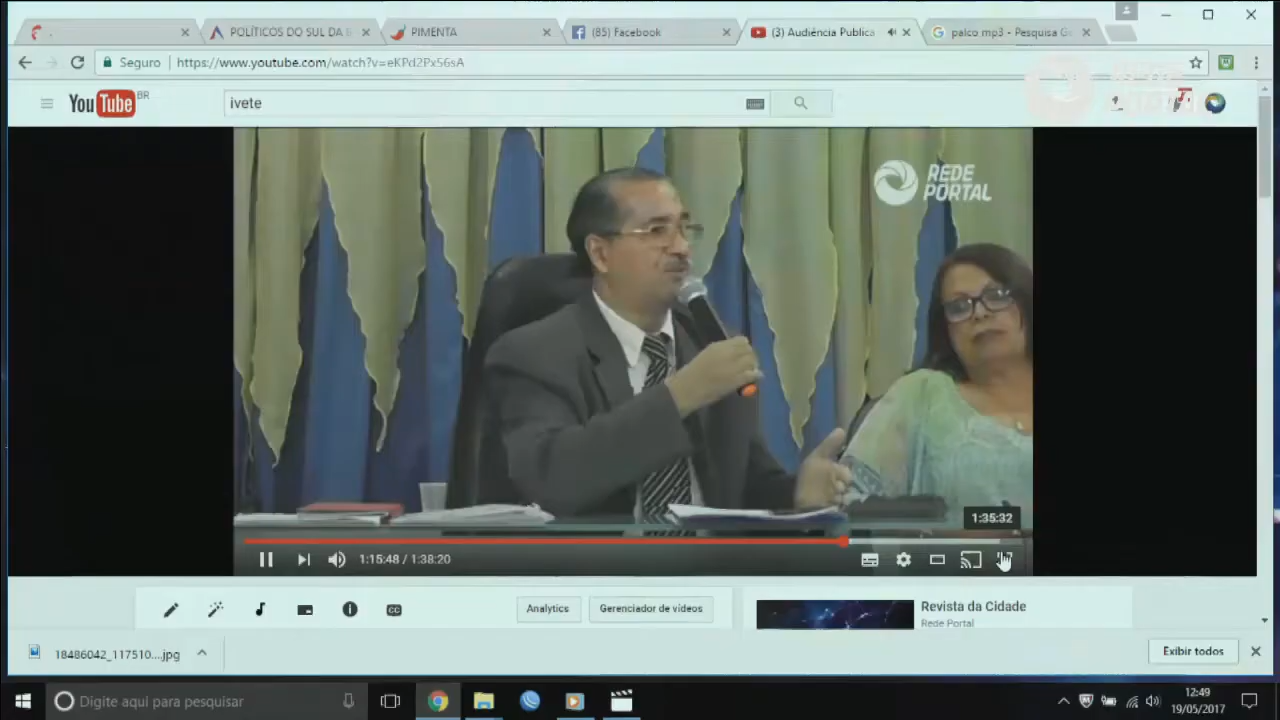 POLÍTICOS DO SUL DA
PIMENTA
(85) Facebook
(3) Audiência Publica
palco mp3 - Pesquisa Go
Seguro
https://www.youtube.com/watch?v=eKPd2Px56sA
YouTube BR
ivete
REDE
PORTAL
1:35:32
1:15:48 / 1:38:20
CC
Analytics
Gerenciador de vídeos
Revista da Cidade
Rede Portal
18486042_117510....jpg
Exibir todos
Digite aqui para pesquisar
12:49
19/05/2017